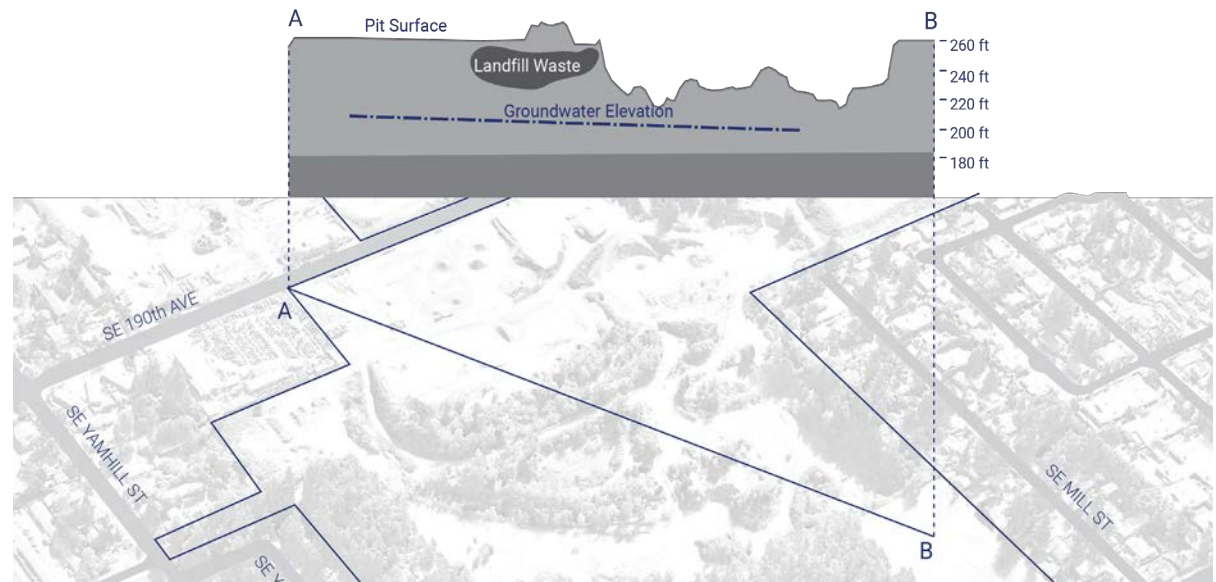 A
B
Pit Surface
260 ft
Landfill Waste
240 ft
220 ft
Groundwater Elevation
200 ft
180 ft
SE 190th AVE
A
SE YAMHILL ST
SE MILL ST
B
SE Y